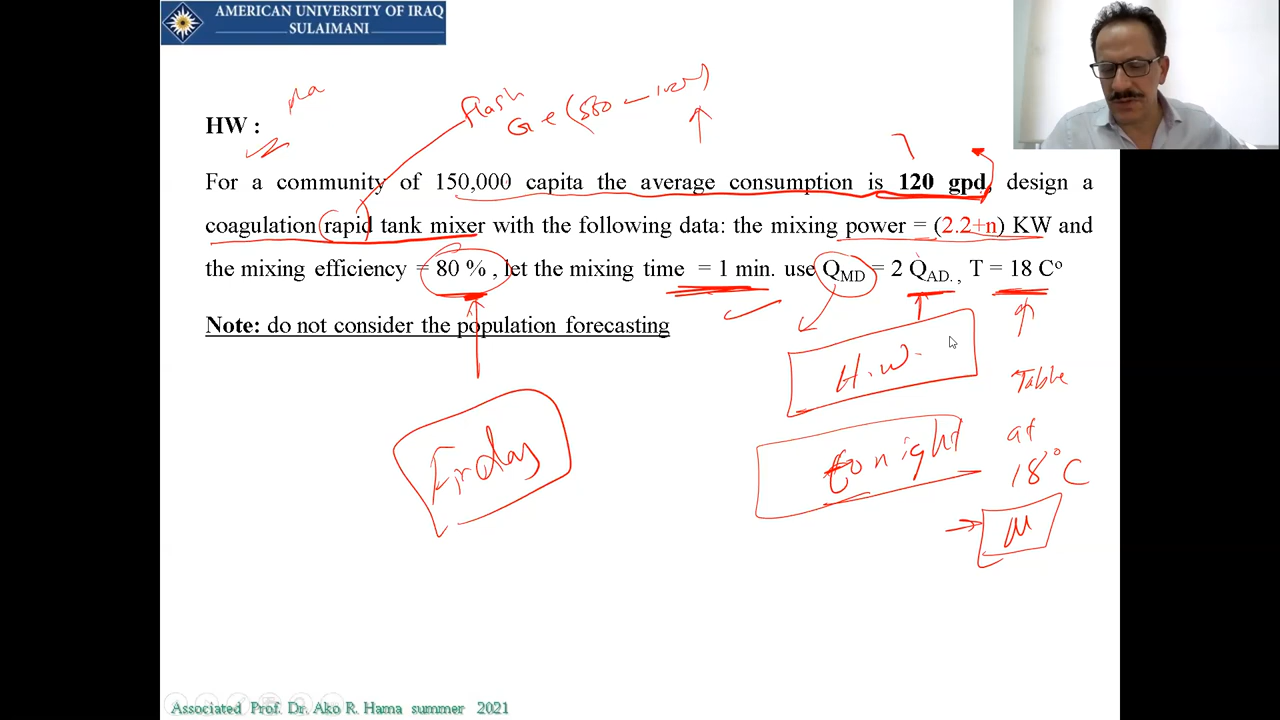 AMERICAN UNIVERSITY OF IRAQ
SULAIMANI
flash
HW :
For a community of 150,000 capita the average consumption is 120 gpd, design a
coagulation rapid tank mixer with the following data: the mixing power = (2.2+n) KW and
the mixing efficiency = 80 %, let the mixing time = 1 min. use QMD = 2 QAD., T = 18 Cº
Note: do not consider the population forecasting
H.W.
Table
at
18°C
tonight
Friday
M
Associated Prof. Dr. Ako R. Hama summer 2021